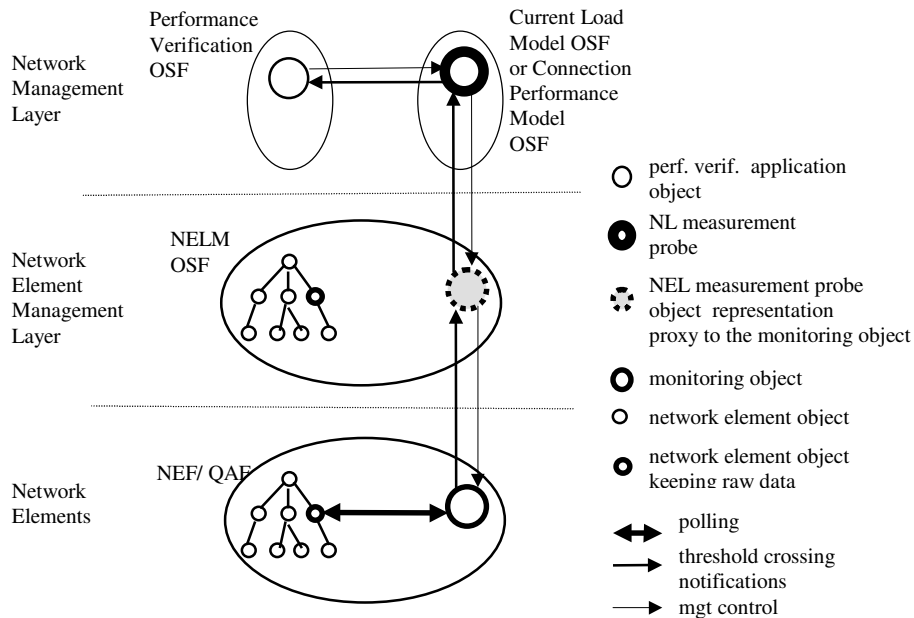 Performance
Verification
OSF
Current Load
Model OSF
or Connection
Performance
Model
OSF
Network
Management
Layer
NELM
OSF
Network
Element
Management
Layer
NEF/ QAF
Network
Elements
perf. verif. application
object
NL measurement
probe
NEL measurement probe
object representation
proxy to the monitoring object
monitoring object
network element object
network element object
keeping raw data
polling
threshold crossing
notifications
mgt control